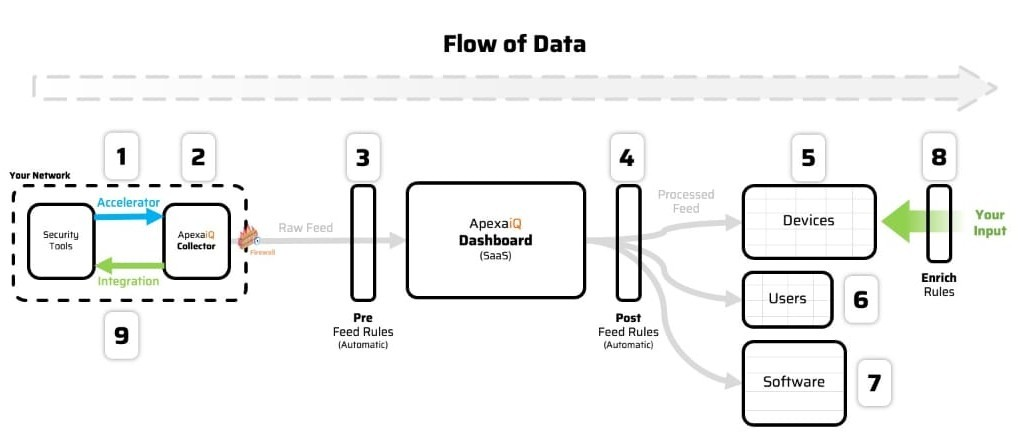 Flow of Data
1
2
3
4
5
8
Your Network
Accelerator
Security
Tools
ApexaiQ
Collector
Integration
9
Firewall
Raw Feed
Pre
Feed Rules
(Automatic)
ApexaiQ
Dashboard
(SaaS)
Post
Feed Rules
(Automatic)
Processed
Feed
Devices
Users
6
Software
7
Your
Input
Enrich
Rules